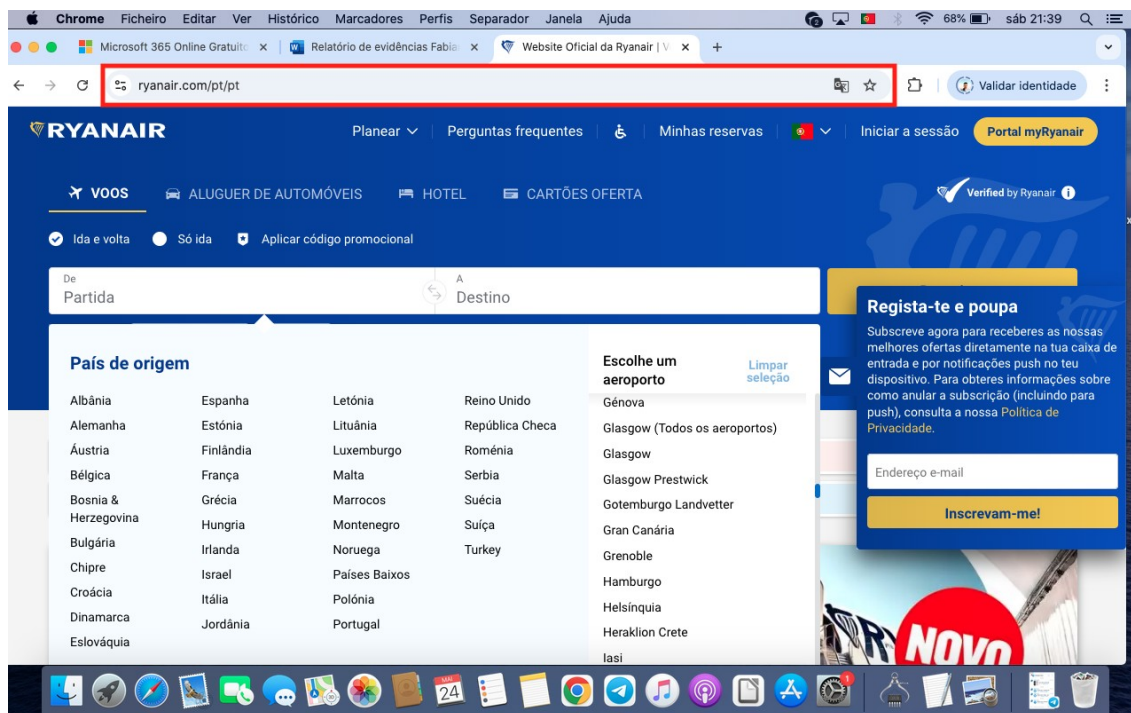 Chrome Ficheiro Editar Ver Histórico Marcadores Perfis Separador Janela Ajuda 68% sáb 21:39
Microsoft 365 Online Gratuito Relatório de evidências Fabia Website Oficial da Ryanair | V
ryanair.com/pt/pt Validar identidade
RYANAIR Planear Perguntas frequentes Minhas reservas Iniciar a sessão Portal myRyanair
VOOS ALUGUER DE AUTOMÓVEIS HOTEL CARTÕES OFERTA Verified by Ryanair
Ida e volta Só ida Aplicar código promocional
De
Partida
A
Destino
País de origem
Albânia
Alemanha
Áustria
Bélgica
Bosnia &
Herzegovina
Bulgária
Chipre
Croácia
Dinamarca
Eslováquia
Espanha
Estónia
Finlândia
França
Grécia
Hungria
Irlanda
Israel
Itália
Jordânia
Letónia
Lituânia
Luxemburgo
Malta
Marrocos
Montenegro
Noruega
Países Baixos
Polónia
Portugal
Reino Unido
República Checa
Roménia
Serbia
Suécia
Suíça
Turkey
Escolhe um
aeroporto
Limpar
seleção
Génova
Glasgow (Todos os aeroportos)
Glasgow
Glasgow Prestwick
Gotemburgo Landvetter
Gran Canária
Grenoble
Hamburgo
Helsínquia
Heraklion Crete
Iasi
Regista-te e poupa
Subscreve agora para receberes as nossas
melhores ofertas diretamente na tua caixa de
entrada e por notificações push no teu
dispositivo. Para obteres informações sobre
como anular a subscrição (incluindo para
push), consulta a nossa Política de
Privacidade.
Endereço e-mail
Inscrevam-me!
NOVO
MAI
24